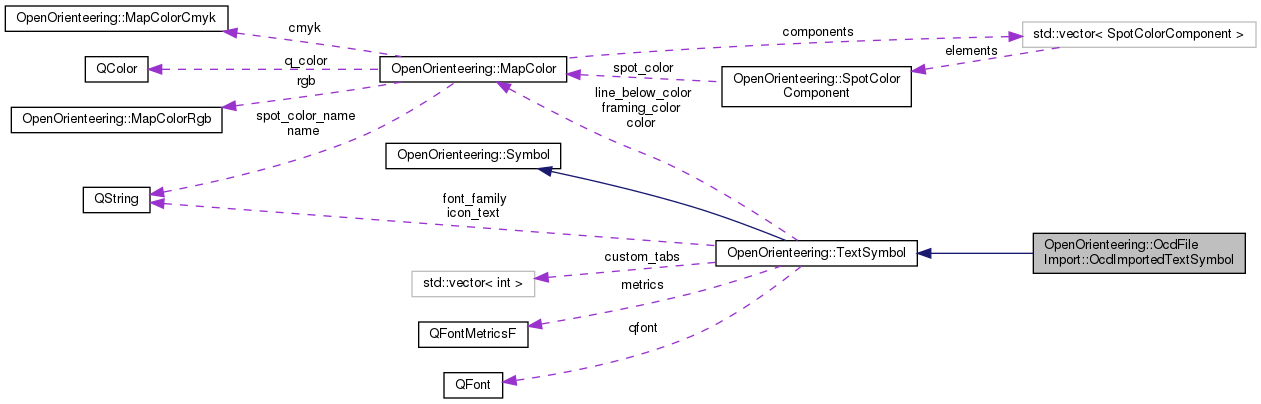 OpenOrienteering::MapColorCmyk
cmyk
components
std::vector< SpotColorComponent >
elements
QColor
q_color
OpenOrienteering::MapColor
spot_color
OpenOrienteering::SpotColor
Component
rgb
OpenOrienteering::MapColorRgb
line_below_color
framing_color
color
spot_color_name
name
OpenOrienteering::Symbol
QString
font_family
icon_text
OpenOrienteering::TextSymbol
OpenOrienteering::OcdFile
Import::OcdImportedTextSymbol
custom_tabs
std::vector< int >
metrics
QFontMetricsF
qfont
QFont